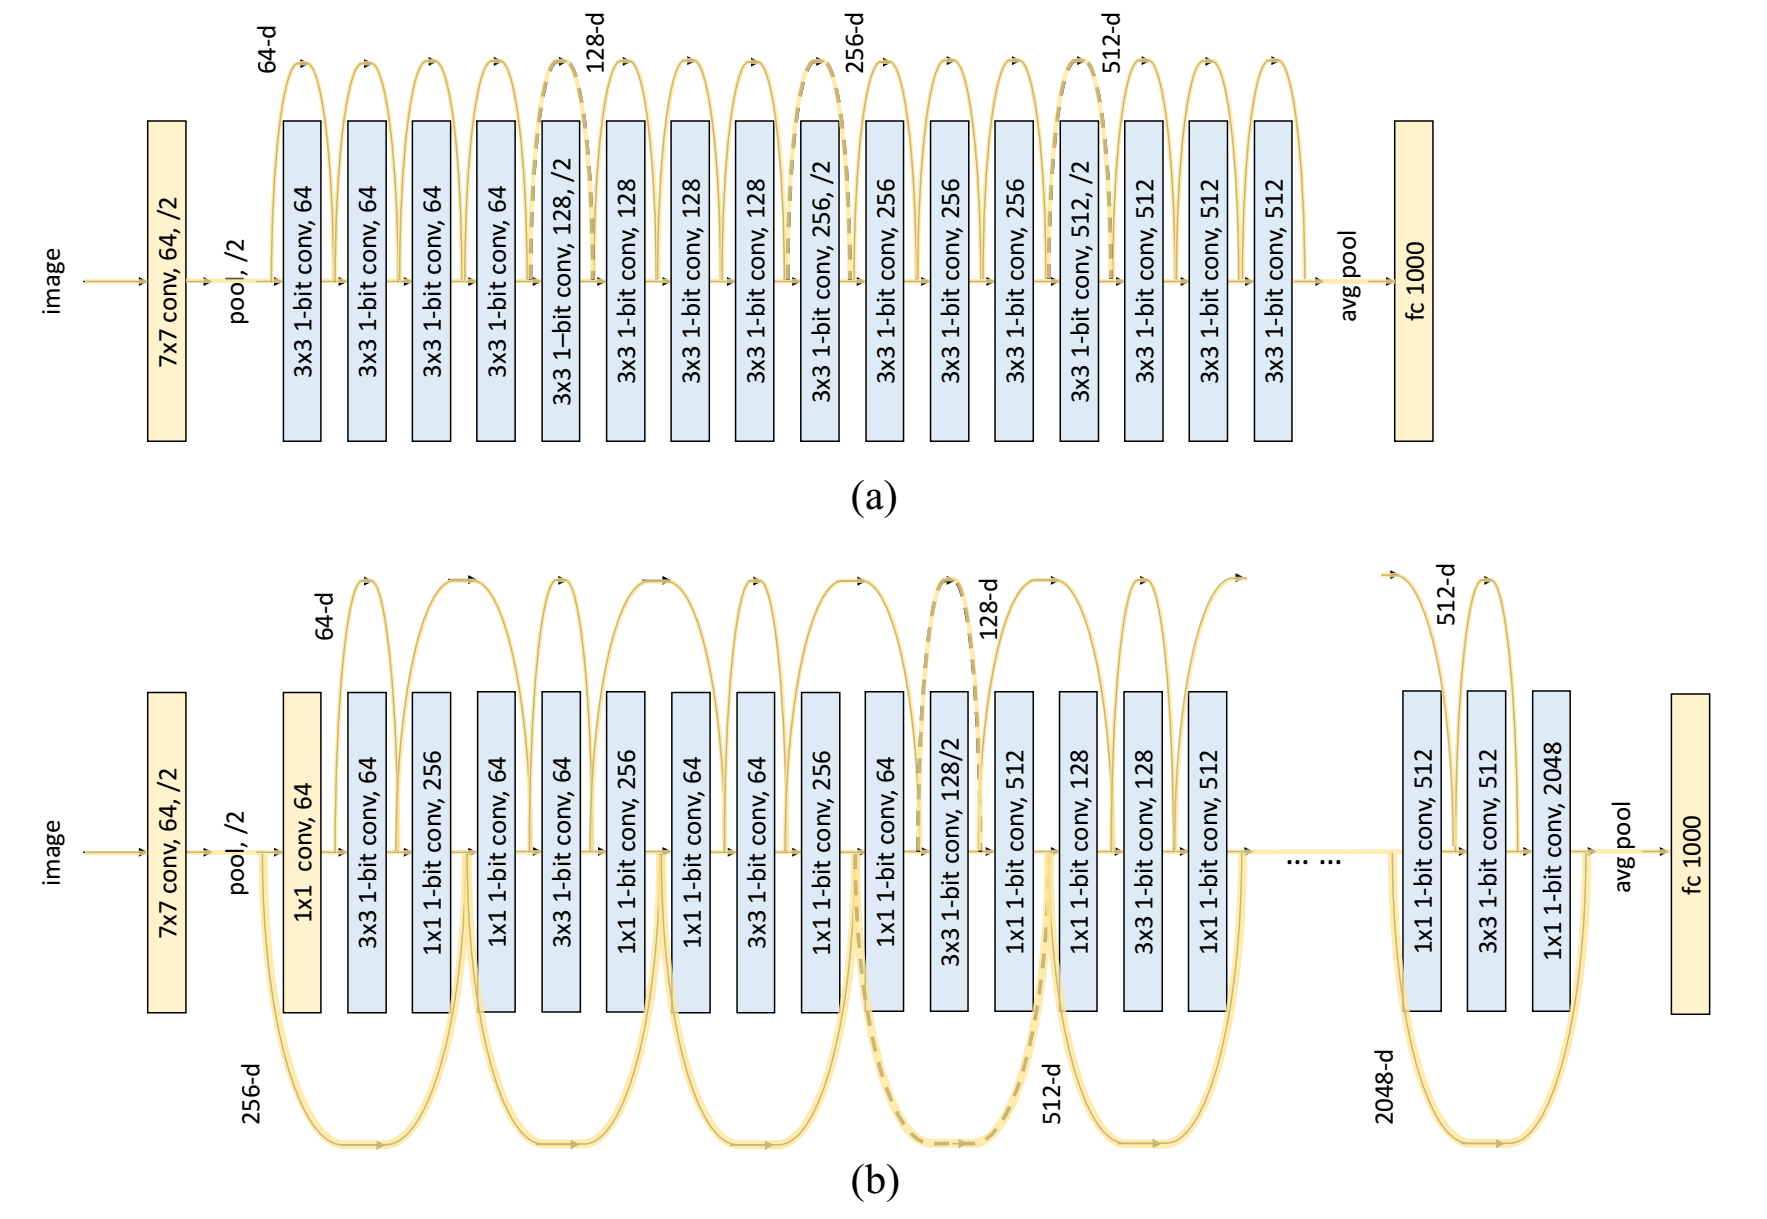 64-d
128-d
256-d
512-d
image
7x7 conv, 64, /2
pool, /2
3x3 1-bit conv, 64
3x3 1-bit conv, 64
3x3 1-bit conv, 64
3x3 1-bit conv, 64
3x3 1–bit conv, 128, /2
3x3 1-bit conv, 128
3x3 1-bit conv, 128
3x3 1-bit conv, 128
3x3 1-bit conv, 256, /2
3x3 1-bit conv, 256
3x3 1-bit conv, 256
3x3 1-bit conv, 256
3x3 1-bit conv, 512, /2
3x3 1-bit conv, 512
3x3 1-bit conv, 512
3x3 1-bit conv, 512
avg pool
fc 1000
(a)
64-d
128-d
512-d
image
7x7 conv, 64, /2
pool, /2
1x1 conv, 64
3x3 1-bit conv, 64
1x1 1-bit conv, 256
1x1 1-bit conv, 64
3x3 1-bit conv, 64
1x1 1-bit conv, 256
1x1 1-bit conv, 64
3x3 1-bit conv, 64
1x1 1-bit conv, 256
1x1 1-bit conv, 64
3x3 1-bit conv, 128/2
1x1 1-bit conv, 512
1x1 1-bit conv, 128
3x3 1-bit conv, 128
1x1 1-bit conv, 512
... ...
1x1 1-bit conv, 512
3x3 1-bit conv, 512
1x1 1-bit conv, 2048
avg pool
fc 1000
256-d
512-d
2048-d
(b)